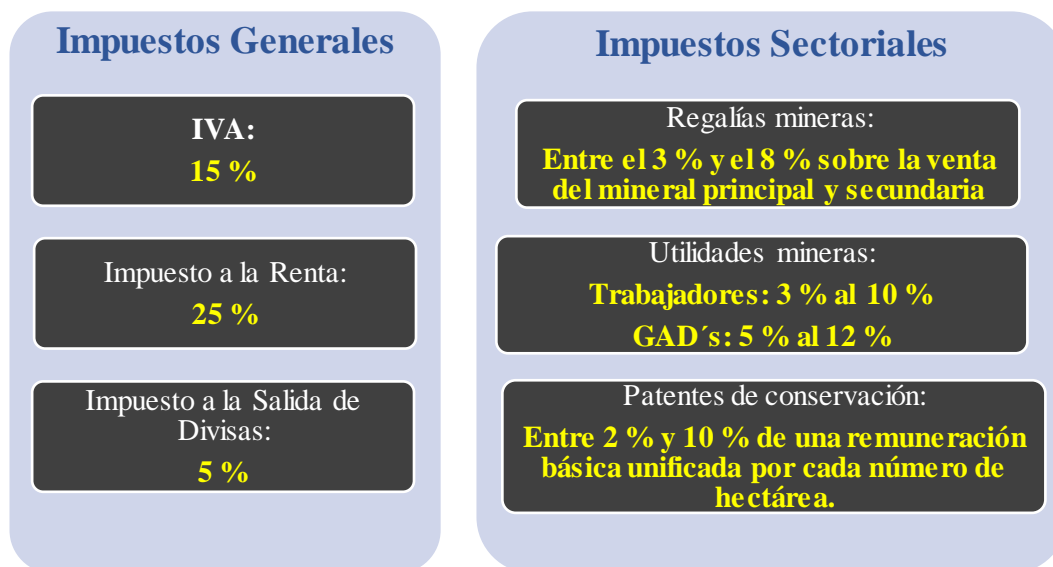 Impuestos Generales
IVA:
15 %
Impuesto a la Renta:
25 %
Impuesto a la Salida de
Divisas:
5 %
Impuestos Sectoriales
Regalías mineras:
Entre el 3 % y el 8 % sobre la venta
del mineral principal y secundaria
Utilidades mineras:
Trabajadores: 3 % al 10 %
GAD´s: 5 % al 12 %
Patentes de conservación:
Entre 2 % y 10 % de una remuneración
básica unificada por cada número de
hectárea.